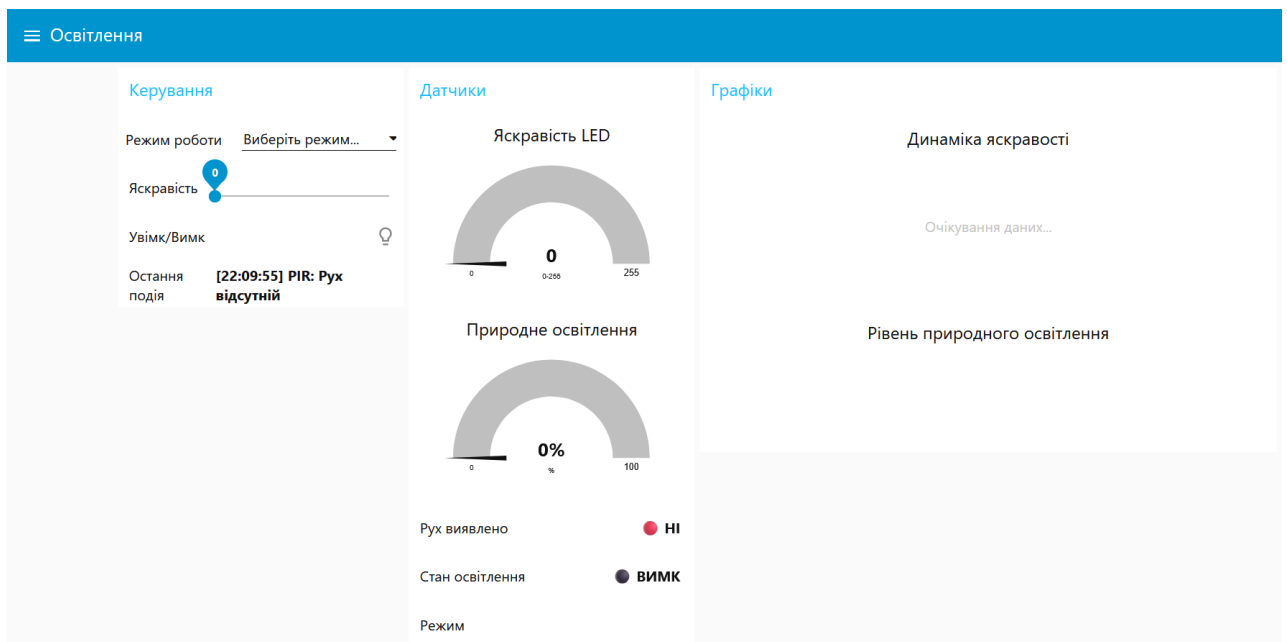 Освітлення
Керування
Режим роботи Виберіть режим...
0
Яскравість
Увімк/Вимк
Остання подія
[22:09:55] PIR: Рух відсутній
Датчики
Яскравість LED
0
0 0-255 255
Природне освітлення
0%
0 % 100
Рух виявлено НІ
Стан освітлення ВИМК
Режим
Графіки
Динаміка яскравості
Очікування даних...
Рівень природного освітлення